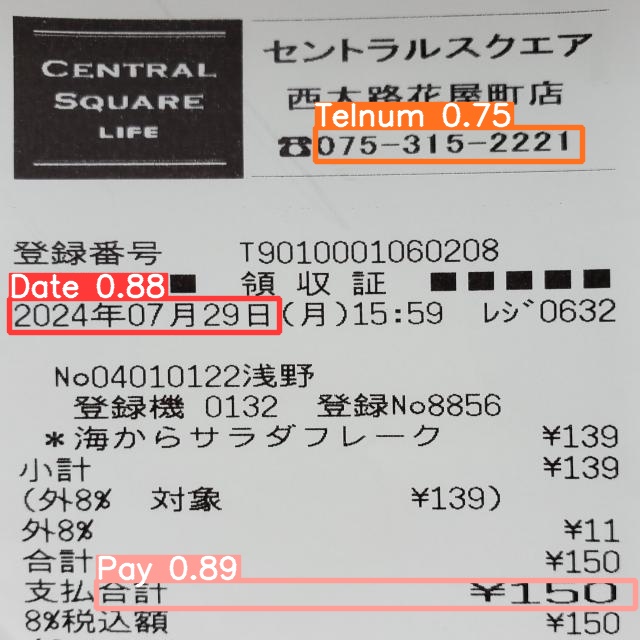 CENTRAL
SQUARE
LIFE
セントラルスクエア
西大路花屋町店
Telnum 0.75
☎075-315-2221
登録番号 T9010001060208
Date 0.88 ■ 領収証 ■■■■■
2024年07月29日(月)15:59 レジ0632
No04010122浅野
登録機 0132 登録No8856
*海からサラダフレーク ¥139
小計 ¥139
(外8% 対象 ¥139)
外8% ¥11
合計 ¥150
Pay 0.89
支払合計 ¥150
8%税込額 ¥150